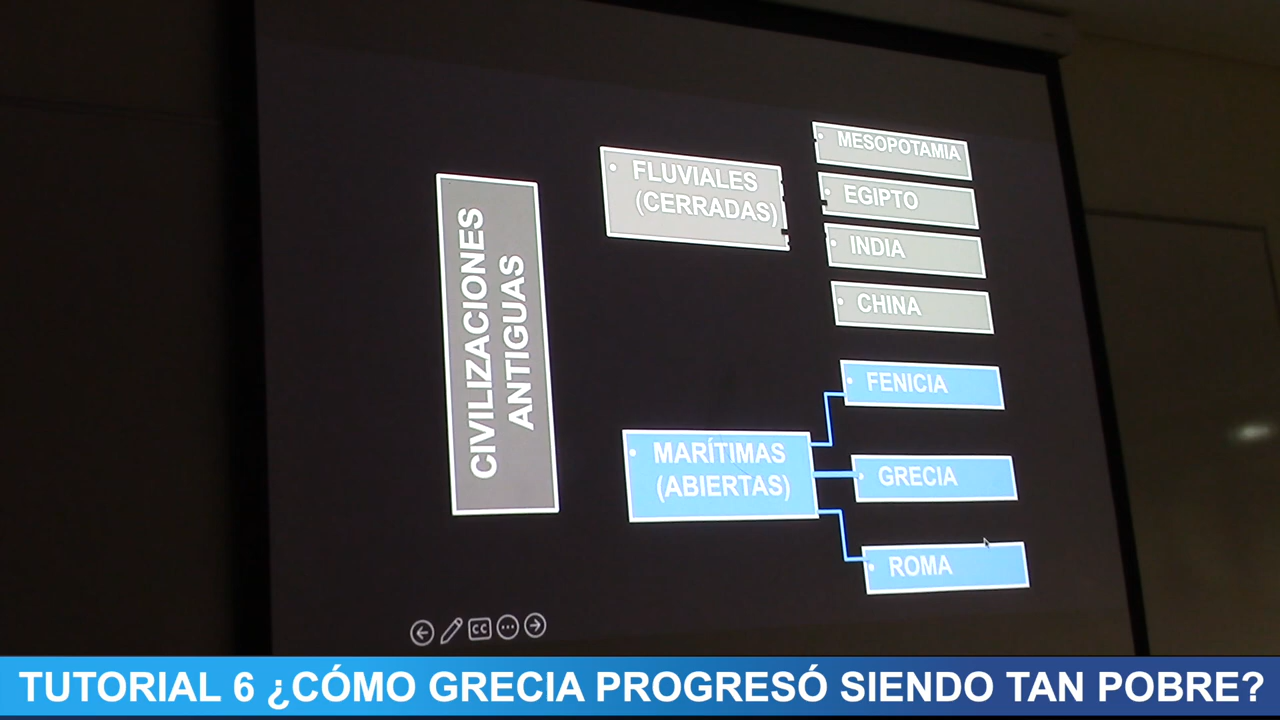 CIVILIZACIONES
ANTIGUAS
FLUVIALES
(CERRADAS)
MESOPOTAMIA
EGIPTO
INDIA
CHINA
MARÍTIMAS
(ABIERTAS)
FENICIA
GRECIA
ROMA
CC
TUTORIAL 6 ¿CÓMO GRECIA PROGRESÓ SIENDO TAN POBRE?